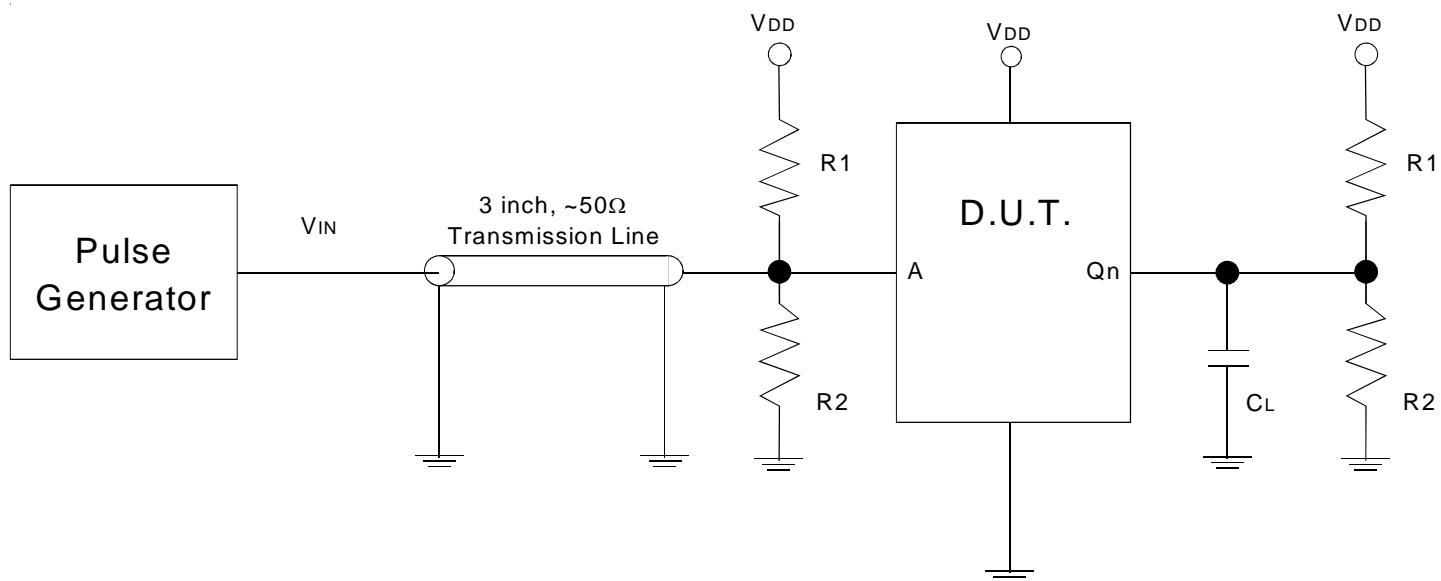 VDD
VDD
VDD
R1
R1
3 inch, ~50Ω
Transmission Line
D.U.T.
VIN
Pulse
Generator
A
Qn
R2
CL
R2